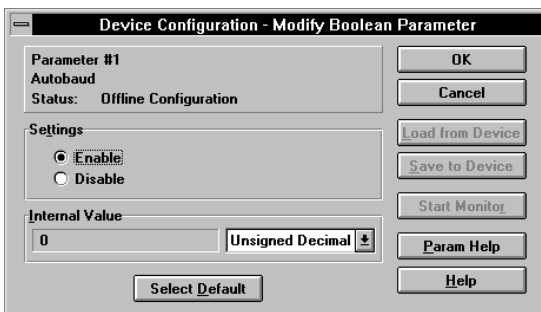 Device Configuration - Modify Boolean Parameter
Parameter #1
Autobaud
Status: Offline Configuration
Settings
Enable
Disable
Internal Value
0 Unsigned Decimal
Select Default
OK
Cancel
Load from Device
Save to Device
Start Monitor
Param Help
Help